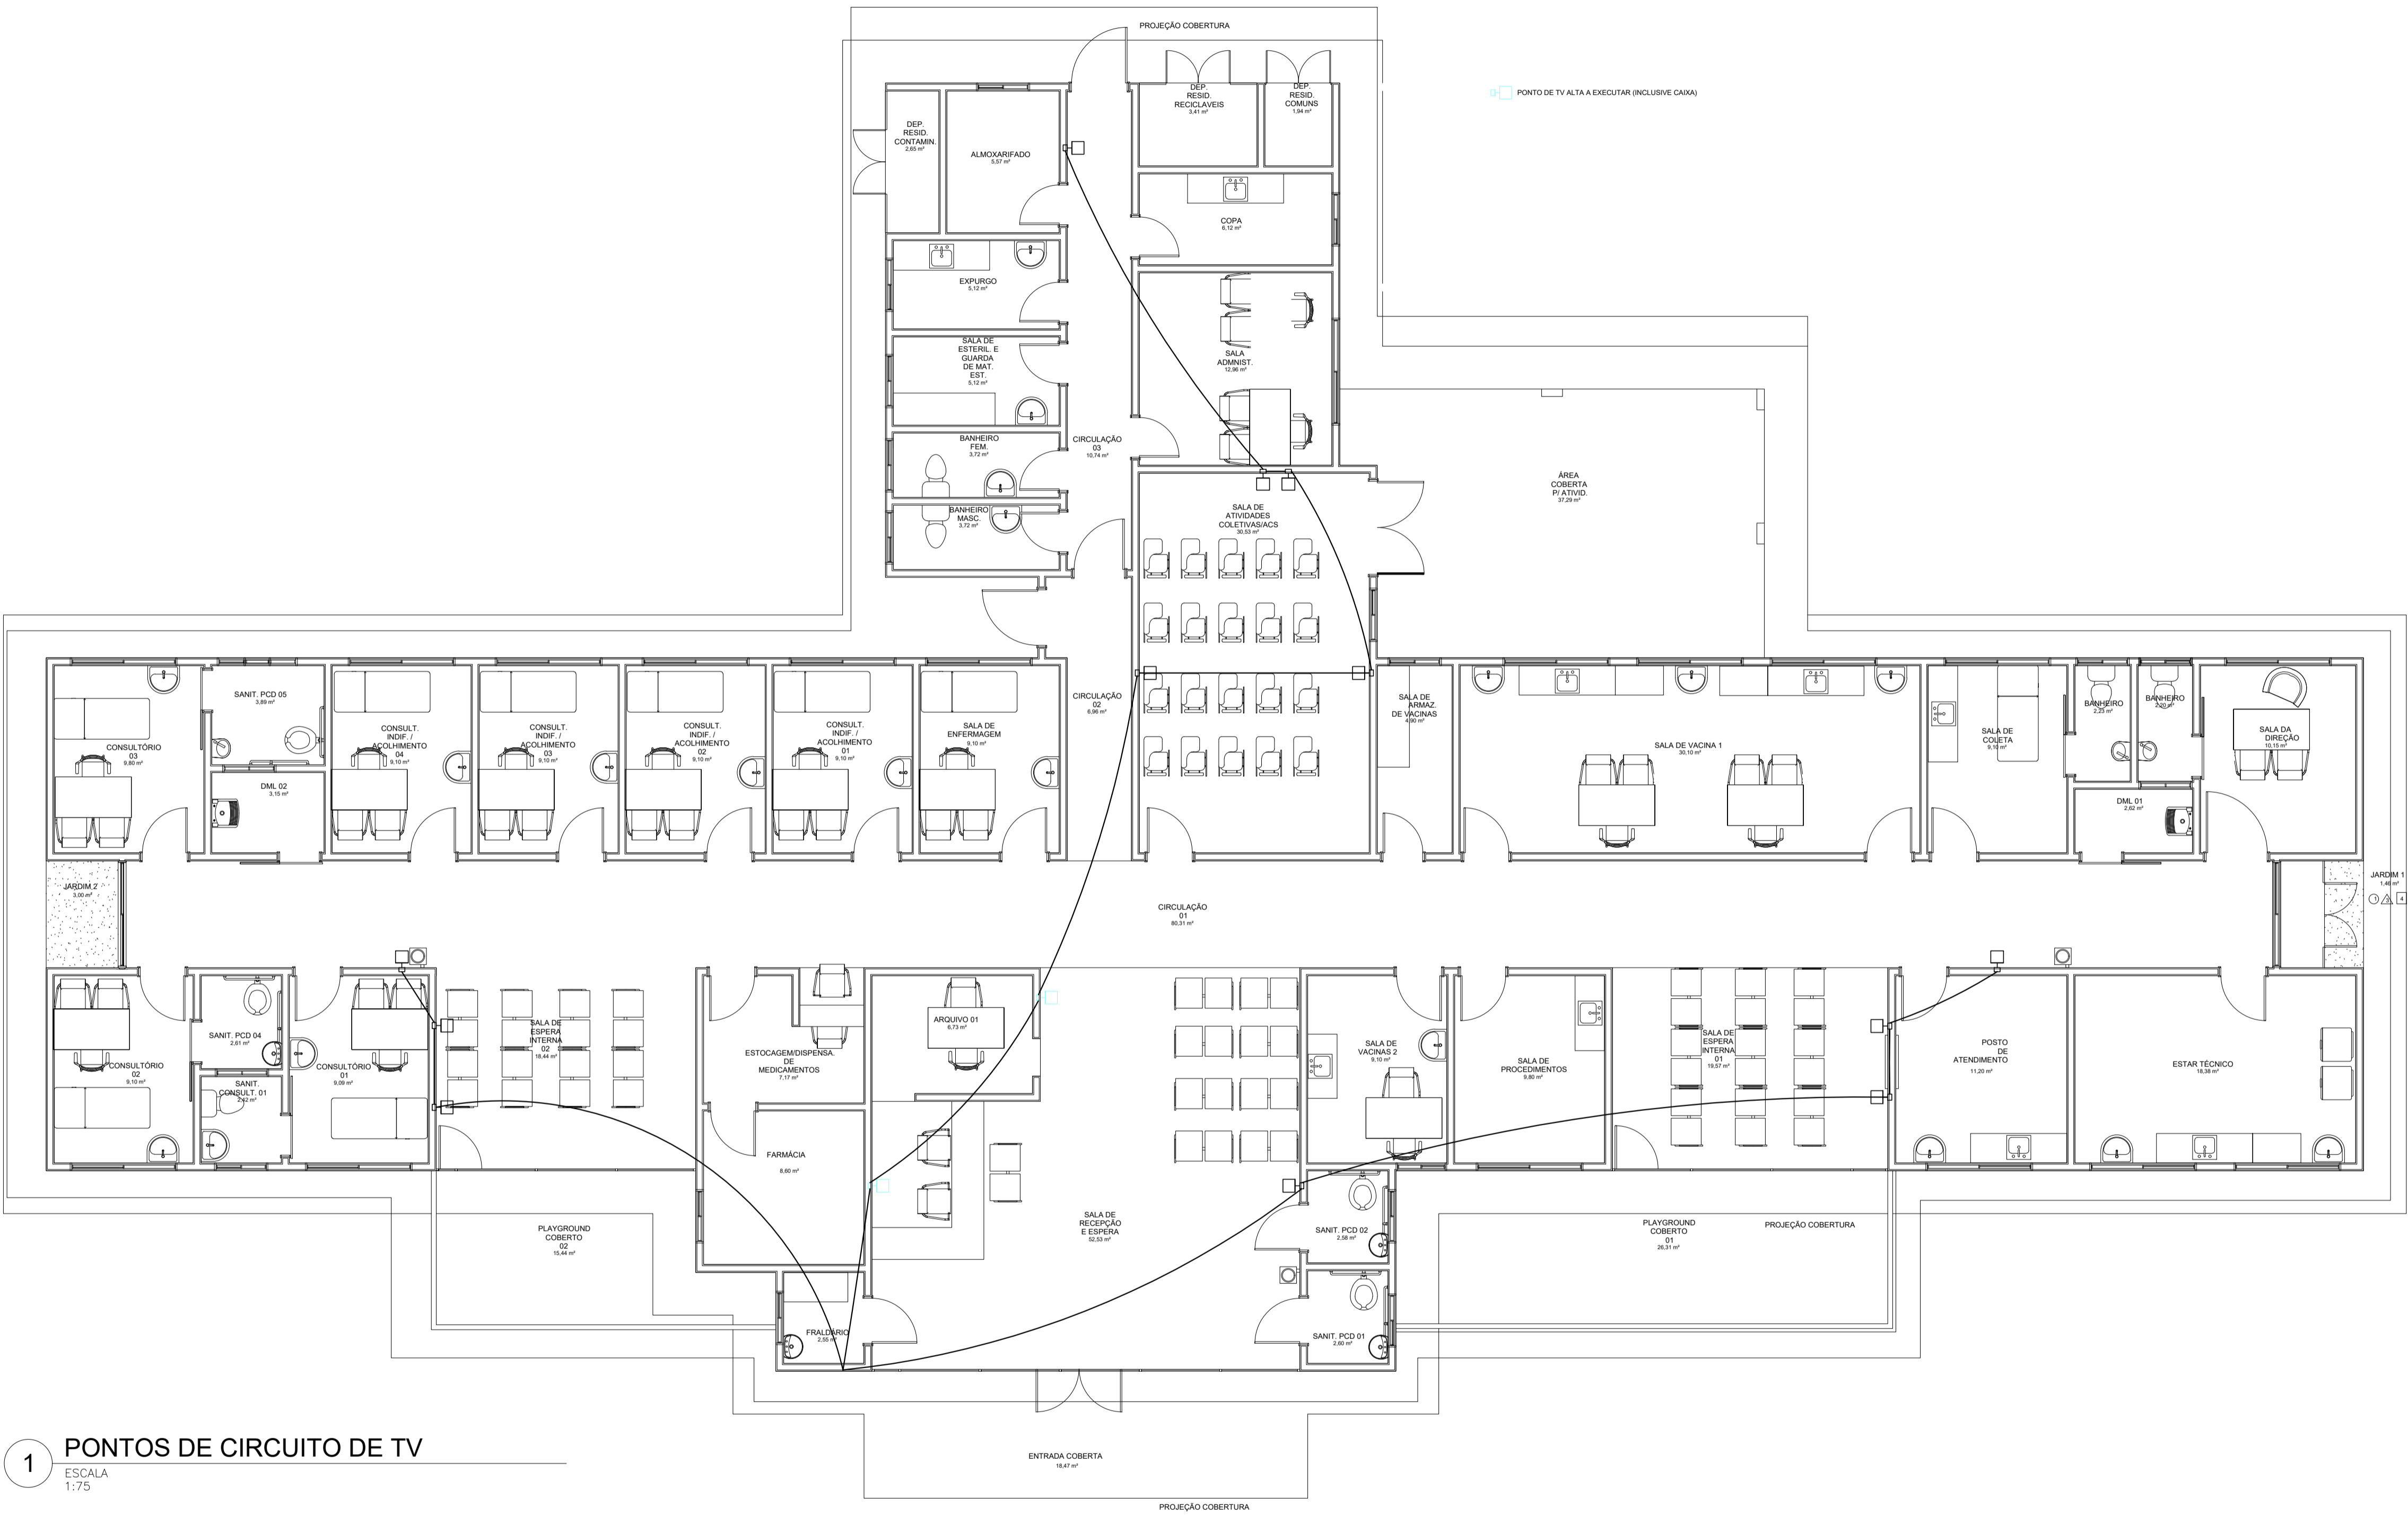 PROJEÇÃO COBERTURA
PONTO DE TV ALTA A EXECUTAR (INCLUSIVE CAIXA)
DEP.
RESID.
RECICLAVEIS
3,41 m²
DEP.
RESID.
COMUNS
1,94 m²
DEP.
RESID.
CONTAMIN.
2,65 m²
ALMOXARIFADO
5,57 m²
COPA
6,12 m²
EXPURGO
5,12 m²
SALA DE
ESTERIL. E
GUARDA
DE MAT.
EST.
5,12 m²
SALA
ADMNIST.
12,96 m²
BANHEIRO
FEM.
3,72 m²
CIRCULAÇÃO
03
10,74 m²
BANHEIRO
MASC.
3,72 m²
SALA DE
ATIVIDADES
COLETIVAS/ACS
30,53 m²
ÁREA
COBERTA
P/ ATIVID.
37,29 m²
CONSULTÓRIO
03
9,80 m²
SANIT. PCD 05
3,89 m²
DML 02
3,15 m²
CONSULT.
INDIF. /
ACOLHIMENTO
04
9,10 m²
CONSULT.
INDIF. /
ACOLHIMENTO
03
9,10 m²
CONSULT.
INDIF. /
ACOLHIMENTO
02
9,10 m²
CONSULT.
INDIF. /
ACOLHIMENTO
01
9,10 m²
SALA DE
ENFERMAGEM
9,10 m²
CIRCULAÇÃO
02
6,96 m²
SALA DE
ARMAZ.
DE VACINAS
4,90 m²
SALA DE VACINA 1
30,10 m²
SALA DE
COLETA
9,10 m²
BANHEIRO
2,23 m²
BANHEIRO
2,20 m²
DML 01
2,62 m²
SALA DA
DIREÇÃO
10,15 m²
JARDIM 2
3,00 m²
CIRCULAÇÃO
01
80,31 m²
JARDIM 1
1,46 m²
1
4
CONSULTÓRIO
02
9,10 m²
SANIT. PCD 04
2,61 m²
SANIT.
CONSULT. 01
2,42 m²
CONSULTÓRIO
01
9,09 m²
SALA DE
ESPERA
INTERNA
02
18,44 m²
ESTOCAGEM/DISPENSA.
DE
MEDICAMENTOS
7,17 m²
ARQUIVO 01
6,73 m²
FARMÁCIA
8,60 m²
SALA DE
VACINAS 2
9,10 m²
SALA DE
PROCEDIMENTOS
9,80 m²
SALA DE
ESPERA
INTERNA
01
19,57 m²
POSTO
DE
ATENDIMENTO
11,20 m²
ESTAR TÉCNICO
18,38 m²
PLAYGROUND
COBERTO
02
15,44 m²
SALA DE
RECEPÇÃO
E ESPERA
52,53 m²
SANIT. PCD 02
2,58 m²
PLAYGROUND
COBERTO
01
26,31 m²
PROJEÇÃO COBERTURA
FRALDÁRIO
2,55 m²
SANIT. PCD 01
2,60 m²
ENTRADA COBERTA
18,47 m²
PROJEÇÃO COBERTURA
1
PONTOS DE CIRCUITO DE TV
ESCALA
1:75